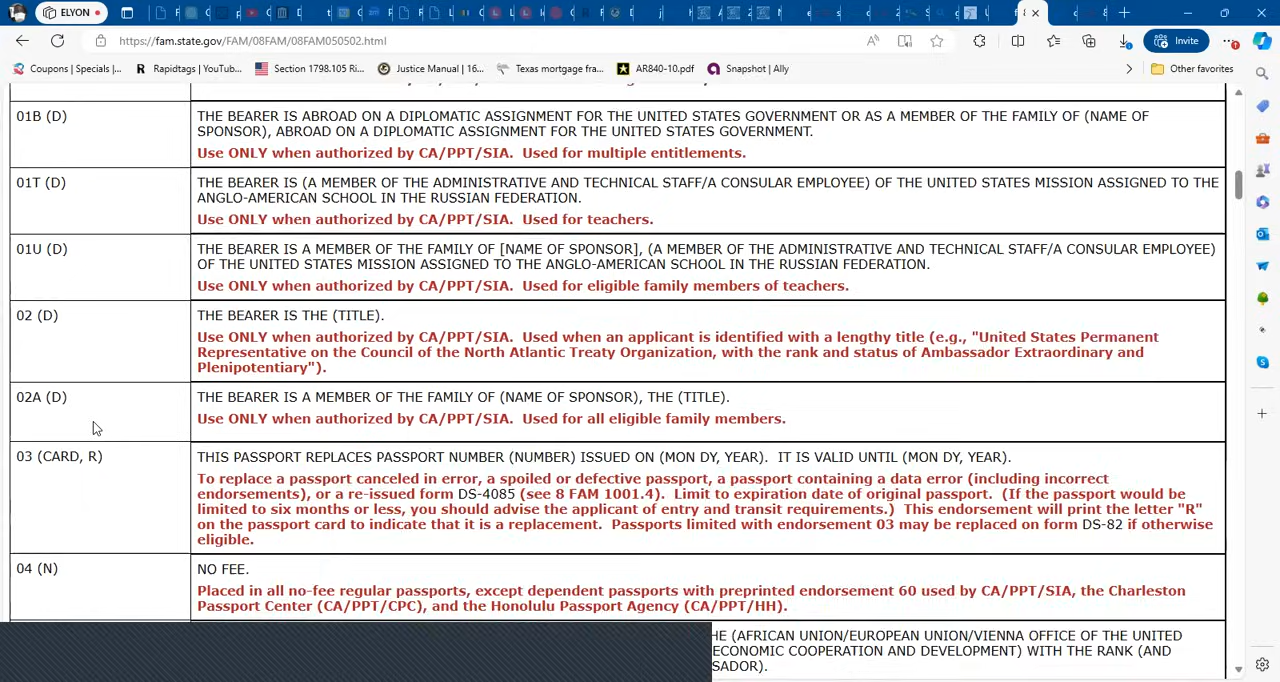 ELYON
https://fam.state.gov/FAM/08FAM/08FAM050502.html
Invite
Coupons | Specials |...
Rapidtags | YouTub...
Section 1798.105 Ri...
Justice Manual | 16...
Texas mortgage fra...
AR840-10.pdf
Snapshot | Ally
Other favorites
01B (D)
THE BEARER IS ABROAD ON A DIPLOMATIC ASSIGNMENT FOR THE UNITED STATES GOVERNMENT OR AS A MEMBER OF THE FAMILY OF (NAME OF
SPONSOR), ABROAD ON A DIPLOMATIC ASSIGNMENT FOR THE UNITED STATES GOVERNMENT.
Use ONLY when authorized by CA/PPT/SIA. Used for multiple entitlements.
01T (D)
THE BEARER IS (A MEMBER OF THE ADMINISTRATIVE AND TECHNICAL STAFF/A CONSULAR EMPLOYEE) OF THE UNITED STATES MISSION ASSIGNED TO THE
ANGLO-AMERICAN SCHOOL IN THE RUSSIAN FEDERATION.
Use ONLY when authorized by CA/PPT/SIA. Used for teachers.
01U (D)
THE BEARER IS A MEMBER OF THE FAMILY OF [NAME OF SPONSOR], (A MEMBER OF THE ADMINISTRATIVE AND TECHNICAL STAFF/A CONSULAR EMPLOYEE)
OF THE UNITED STATES MISSION ASSIGNED TO THE ANGLO-AMERICAN SCHOOL IN THE RUSSIAN FEDERATION.
Use ONLY when authorized by CA/PPT/SIA. Used for eligible family members of teachers.
02 (D)
THE BEARER IS THE (TITLE).
Use ONLY when authorized by CA/PPT/SIA. Used when an applicant is identified with a lengthy title (e.g., "United States Permanent
Representative on the Council of the North Atlantic Treaty Organization, with the rank and status of Ambassador Extraordinary and
Plenipotentiary").
02A (D)
THE BEARER IS A MEMBER OF THE FAMILY OF (NAME OF SPONSOR), THE (TITLE).
Use ONLY when authorized by CA/PPT/SIA. Used for all eligible family members.
03 (CARD, R)
THIS PASSPORT REPLACES PASSPORT NUMBER (NUMBER) ISSUED ON (MON DY, YEAR). IT IS VALID UNTIL (MON DY, YEAR).
To replace a passport canceled in error, a spoiled or defective passport, a passport containing a data error (including incorrect
endorsements), or a re-issued form DS-4085 (see 8 FAM 1001.4). Limit to expiration date of original passport. (If the passport would be
limited to six months or less, you should advise the applicant of entry and transit requirements.) This endorsement will print the letter "R"
on the passport card to indicate that it is a replacement. Passports limited with endorsement 03 may be replaced on form DS-82 if otherwise
eligible.
04 (N)
NO FEE.
Placed in all no-fee regular passports, except dependent passports with preprinted endorsement 60 used by CA/PPT/SIA, the Charleston
Passport Center (CA/PPT/CPC), and the Honolulu Passport Agency (CA/PPT/HH).
HE (AFRICAN UNION/EUROPEAN UNION/VIENNA OFFICE OF THE UNITED
ECONOMIC COOPERATION AND DEVELOPMENT) WITH THE RANK (AND
SADOR).